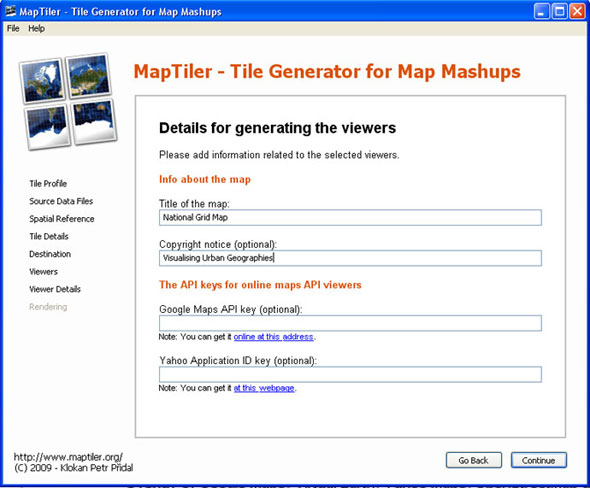 MapTiler - Tile Generator for Map Mashups
File Help
MapTiler - Tile Generator for Map Mashups
Details for generating the viewers
Please add information related to the selected viewers.
Info about the map
Title of the map:
National Grid Map
Copyright notice (optional):
Visualising Urban Geographies
The API keys for online maps API viewers
Google Maps API key (optional):
Note: You can get it online at this address.
Yahoo Application ID key (optional):
Note: You can get it at this webpage.
Tile Profile
Source Data Files
Spatial Reference
Tile Details
Destination
Viewers
Viewer Details
Rendering
http://www.maptiler.org/
(C) 2009 - Klokan Petr Přidal
Go Back
Continue